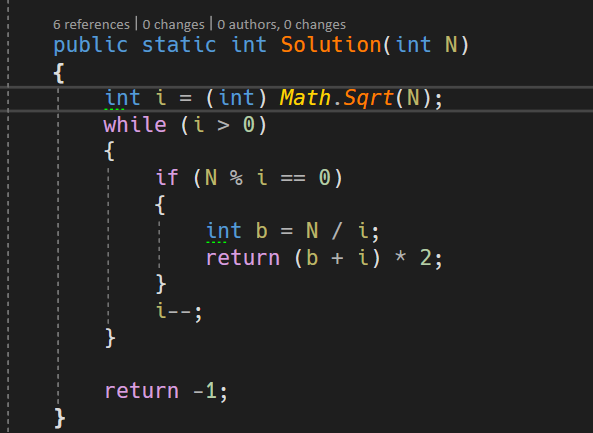 6 references | 0 changes | 0 authors, 0 changes
public static int Solution(int N)
{
    int i = (int) Math.Sqrt(N);
    while (i > 0)
    {
        if (N % i == 0)
        {
            int b = N / i;
            return (b + i) * 2;
        }
        i--;
    }

    return -1;
}